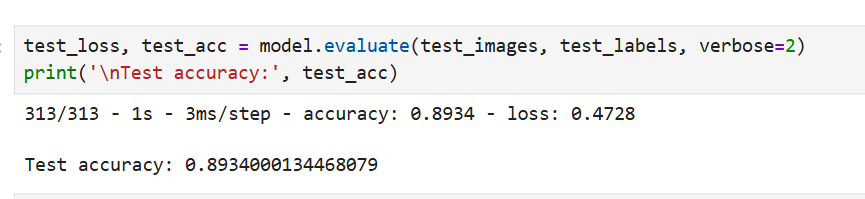 test_loss, test_acc = model.evaluate(test_images, test_labels, verbose=2)
print('\nTest accuracy:', test_acc)
313/313 - 1s - 3ms/step - accuracy: 0.8934 - loss: 0.4728
Test accuracy: 0.8934000134468079